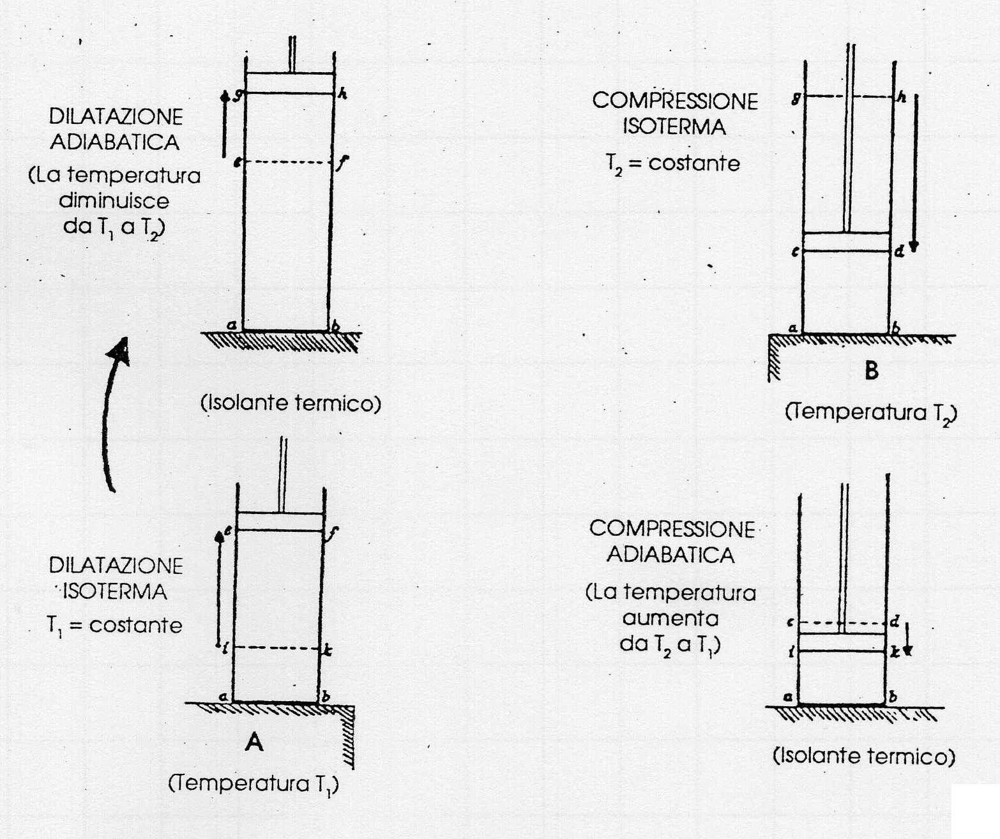 DILATAZIONE
ADIABATICA
(La temperatura
diminuisce
da T₁ a T₂)
g
h
e
f
a
b
(Isolante termico)
COMPRESSIONE
ISOTERMA
T₂ = costante
g
h
c
d
a
b
B
(Temperatura T₂)
DILATAZIONE
ISOTERMA
T₁ = costante
e
f
i
k
a
b
A
(Temperatura T₁)
COMPRESSIONE
ADIABATICA
(La temperatura
aumenta
da T₂ a T₁)
c
d
i
k
a
b
(Isolante termico)